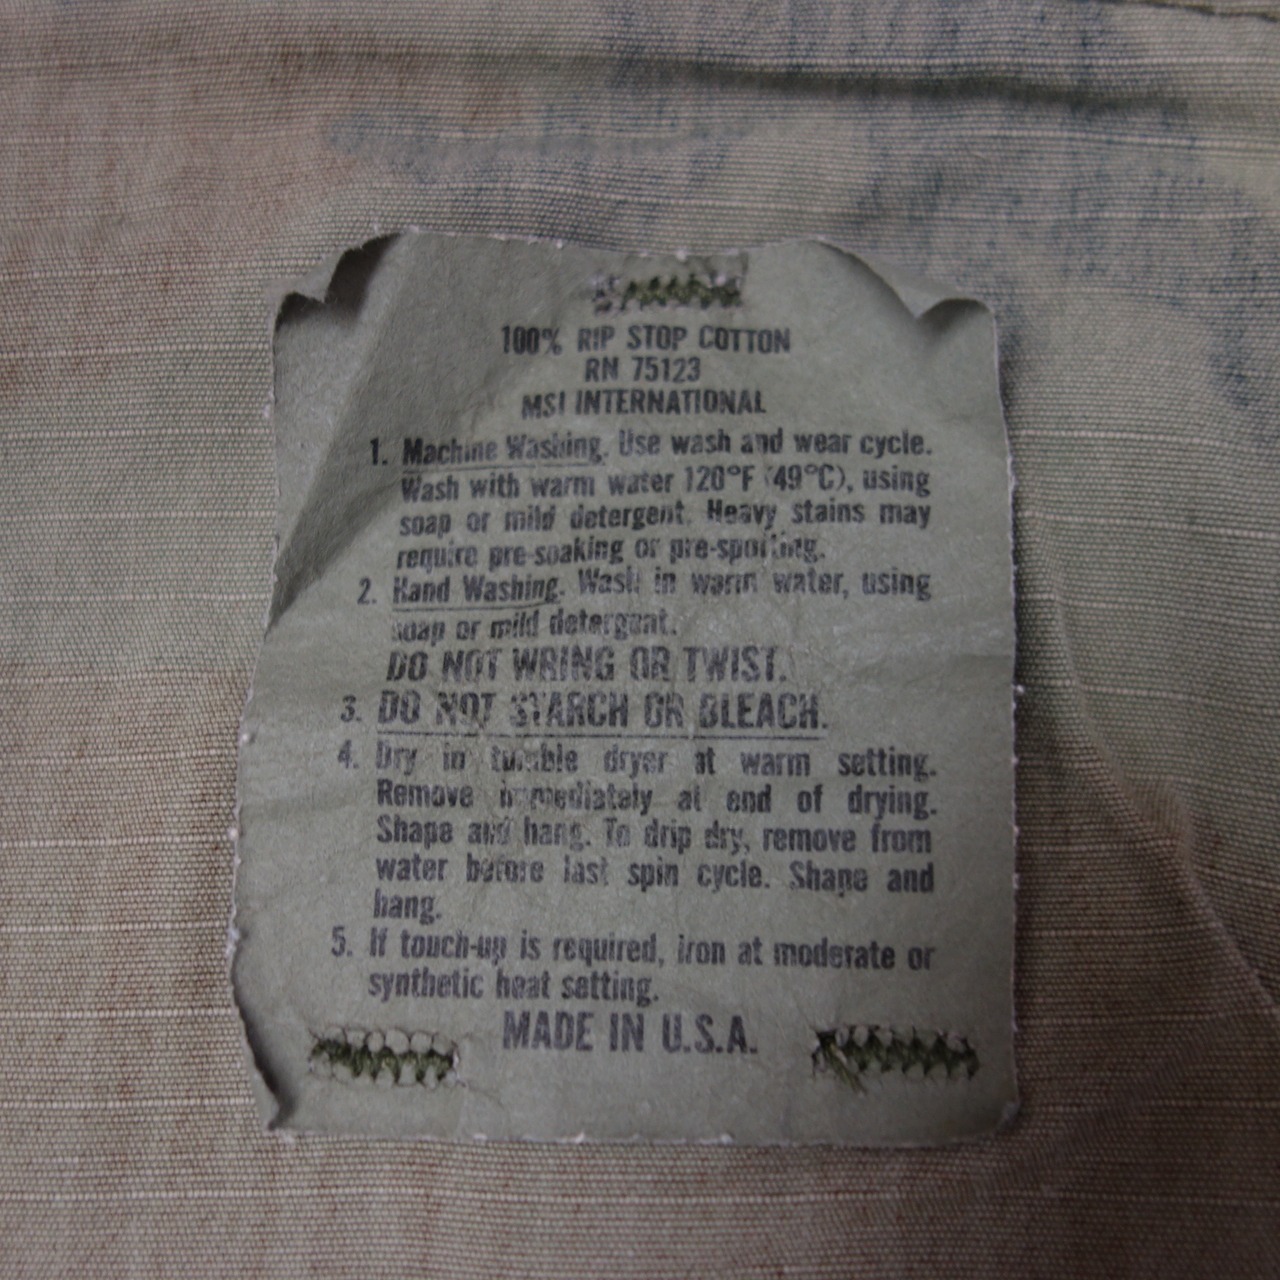 100% RIP STOP COTTON
RN 75123
MSI INTERNATIONAL
1. Machine Washing. Use wash and wear cycle.
Wash with warm water 120°F (49°C), using
soap or mild detergent. Heavy stains may
require pre-soaking or pre-spotting.
2. Hand Washing. Wash in warm water, using
soap or mild detergent.
DO NOT WRING OR TWIST.
3. DO NOT STARCH OR BLEACH.
4. Dry in tumble dryer at warm setting.
Remove immediately at end of drying.
Shape and hang. To drip dry, remove from
water before last spin cycle. Shape and
hang.
5. If touch-up is required, iron at moderate or
synthetic heat setting.
MADE IN U.S.A.